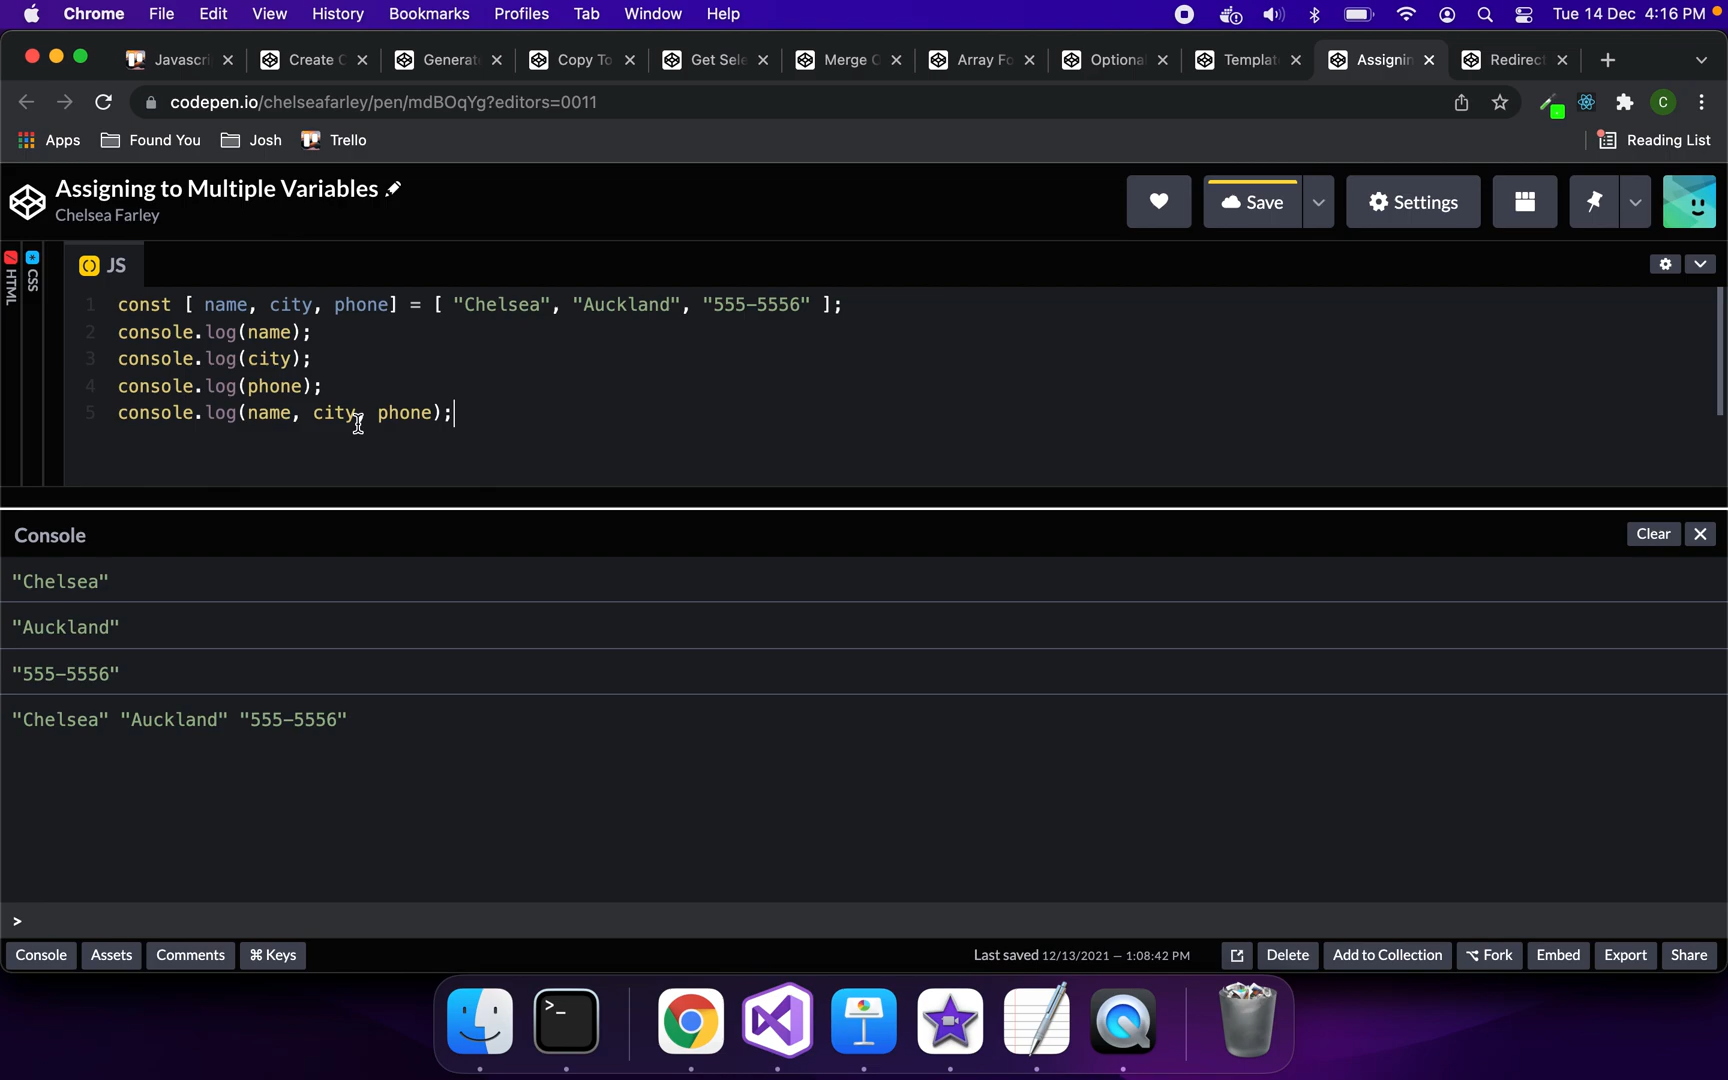 Chrome File Edit View History Bookmarks Profiles Tab Window Help Tue 14 Dec 4:16 PM
Javascri Create C Generat Copy To Get Sele Merge O Array Fo Optiona Templat Assignin Redirect
codepen.io/chelseafarley/pen/mdBOqYg?editors=0011 C
Apps Found You Josh Trello Reading List
Assigning to Multiple Variables
Chelsea Farley
Save Settings
HTML CSS JS
1 const [ name, city, phone] = [ "Chelsea", "Auckland", "555-5556" ];
2 console.log(name);
3 console.log(city);
4 console.log(phone);
5 console.log(name, city, phone);
Console Clear
"Chelsea"
"Auckland"
"555-5556"
"Chelsea" "Auckland" "555-5556"
>
Console Assets Comments ⌘ Keys Last saved 12/13/2021 — 1:08:42 PM Delete Add to Collection Fork Embed Export Share